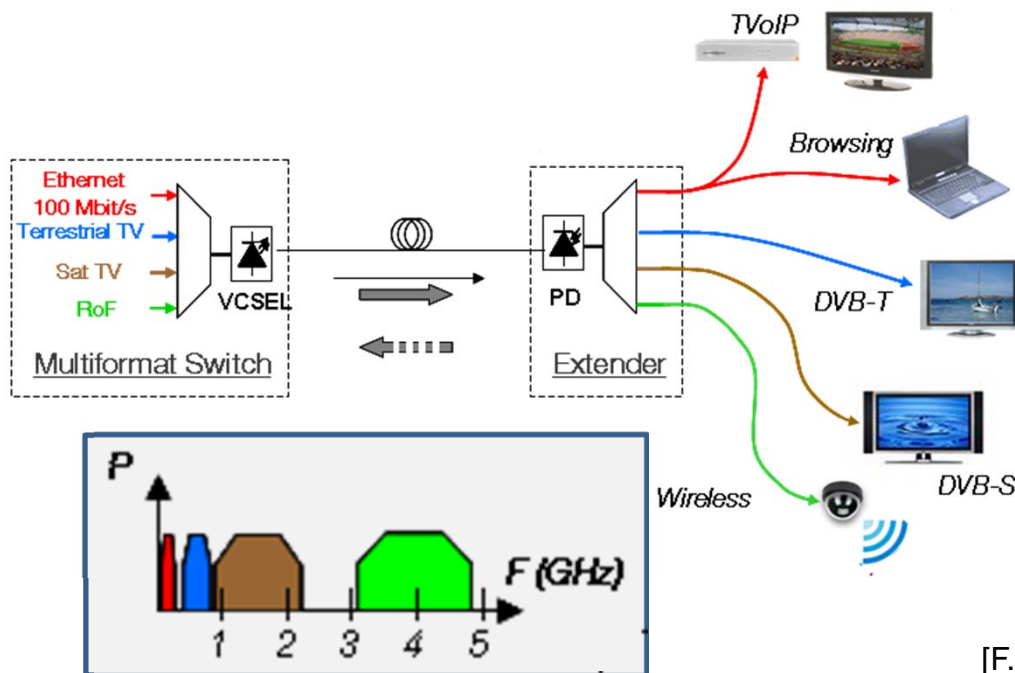 TVoIP
Browsing
Ethernet
100 Mbit/s
Terrestrial TV
Sat TV
RoF
VCSEL
PD
Multiformat Switch
Extender
DVB-T
DVB-S
Wireless
P
F (GHz)
1 2 3 4 5
[F.